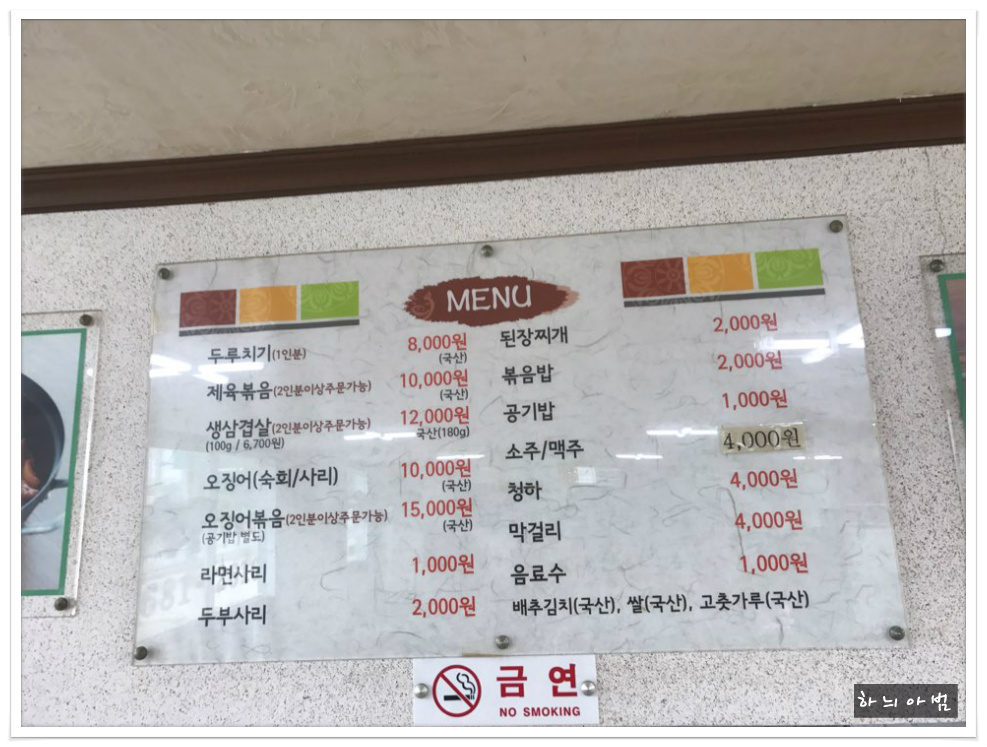 MENU
두루치기(1인분) 8,000원
(국산)
제육볶음(2인분이상주문가능) 10,000원
(국산)
생삼겹살(2인분이상주문가능) 12,000원
(100g / 6,700원) 국산(180g)
오징어(숙회/사리) 10,000원
(국산)
오징어볶음(2인분이상주문가능) 15,000원
(공기밥 별도) (국산)
라면사리 1,000원
두부사리 2,000원
된장찌개 2,000원
볶음밥 2,000원
공기밥 1,000원
소주/맥주 4,000원
청하 4,000원
막걸리 4,000원
음료수 1,000원
배추김치(국산), 쌀(국산), 고춧가루(국산)
금 연
NO SMOKING
하늬아범